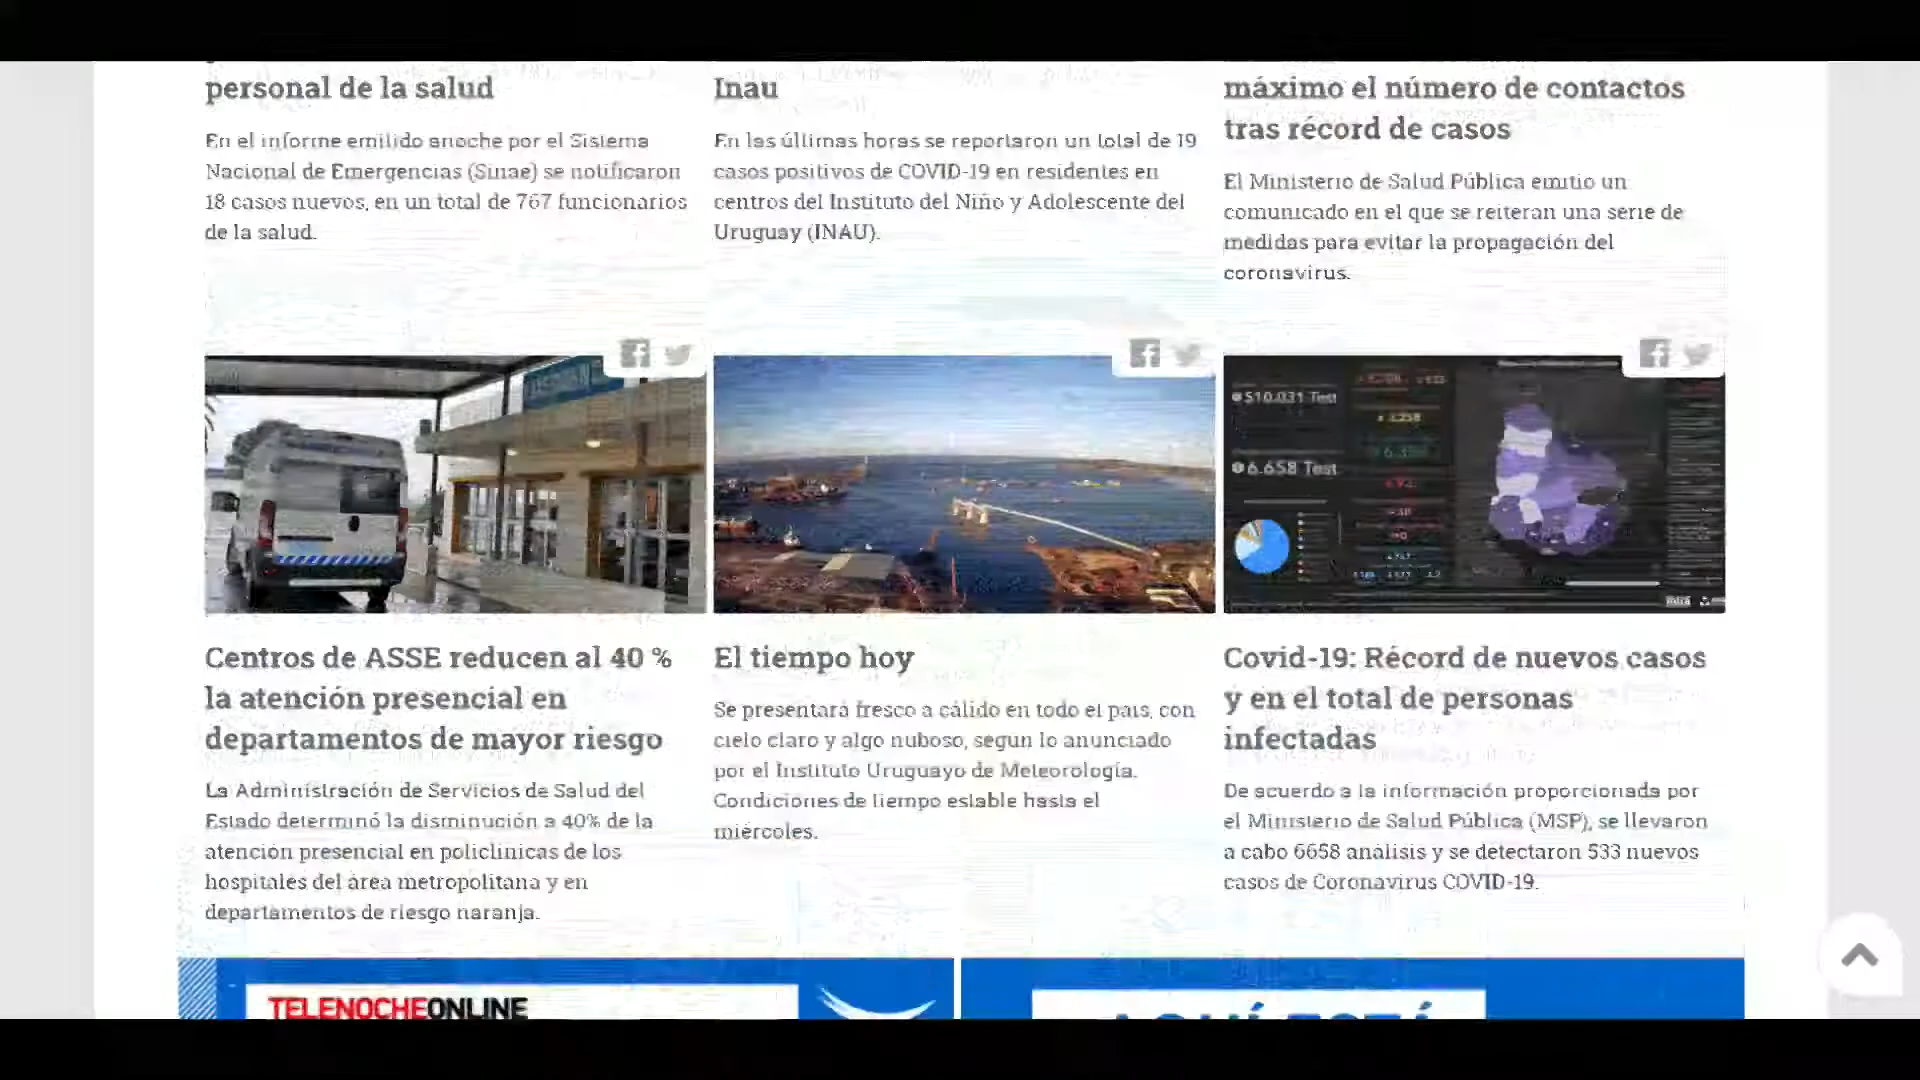 personal de la salud
En el informe emitido anoche por el Sistema
Nacional de Emergencias (Sinae) se notificaron
18 casos nuevos, en un total de 767 funcionarios
de la salud.
Inau
En las últimas horas se reportaron un total de 19
casos positivos de COVID-19 en residentes en
centros del Instituto del Niño y Adolescente del
Uruguay (INAU).
máximo el número de contactos
tras récord de casos
El Ministerio de Salud Pública emitió un
comunicado en el que se reiteran una serie de
medidas para evitar la propagación del
coronavirus.
510.031 Test
6.658 Test
Centros de ASSE reducen al 40 %
la atención presencial en
departamentos de mayor riesgo
La Administración de Servicios de Salud del
Estado determinó la disminución a 40% de la
atención presencial en policlínicas de los
hospitales del área metropolitana y en
departamentos de riesgo naranja.
El tiempo hoy
Se presentará fresco a cálido en todo el país, con
cielo claro y algo nuboso, según lo anunciado
por el Instituto Uruguayo de Meteorología.
Condiciones de tiempo estable hasta el
miércoles.
Covid-19: Récord de nuevos casos
y en el total de personas
infectadas
De acuerdo a la información proporcionada por
el Ministerio de Salud Pública (MSP), se llevaron
a cabo 6658 análisis y se detectaron 533 nuevos
casos de Coronavirus COVID-19.
TELENOCHEONLINE
AQUÍ ESTÁ